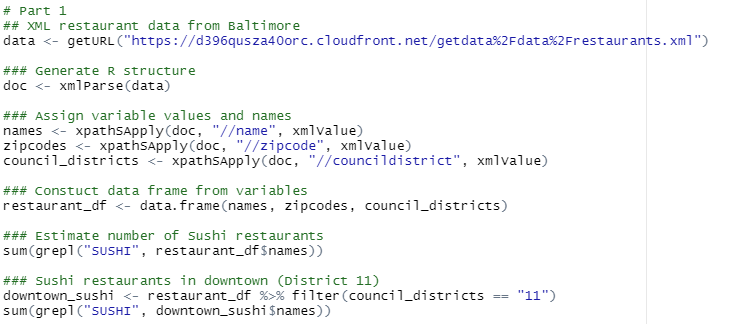 # Part 1
## XML restaurant data from Baltimore
data <- getURL("https://d396qusza40orc.cloudfront.net/getdata%2Fdata%2Frestaurants.xml")
### Generate R structure
doc <- xmlParse(data)
### Assign variable values and names
names <- xpathSApply(doc, "//name", xmlValue)
zipcodes <- xpathSApply(doc, "//zipcode", xmlValue)
council_districts <- xpathSApply(doc, "//councildistrict", xmlValue)
### Constuct data frame from variables
restaurant_df <- data.frame(names, zipcodes, council_districts)
### Estimate number of Sushi restaurants
sum(grepl("SUSHI", restaurant_df$names))
### Sushi restaurants in downtown (District 11)
downtown_sushi <- restaurant_df %>% filter(council_districts == "11")
sum(grepl("SUSHI", downtown_sushi$names))